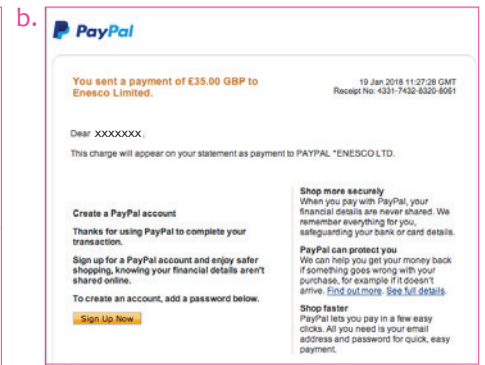 b.
PayPal
You sent a payment of £35.00 GBP to
Enesco Limited.
19 Jan 2018 11:27:28 GMT
Receipt No: 4331-7432-8320-8061
Dear XXXXXXX,
This charge will appear on your statement as payment to PAYPAL *ENESCO LTD.
Create a PayPal account
Thanks for using PayPal to complete your
transaction.
Sign up for a PayPal account and enjoy safer
shopping, knowing your financial details aren't
shared online.
To create an account, add a password below.
Sign Up Now
Shop more securely
When you pay with PayPal, your
financial details are never shared. We
remember everything for you,
safeguarding your bank or card details.
PayPal can protect you
We can help you get your money back
if something goes wrong with your
purchase, for example if it doesn't
arrive. Find out more. See full details.
Shop faster
PayPal lets you pay in a few easy
clicks. All you need is your email
address and password for quick, easy
payment.